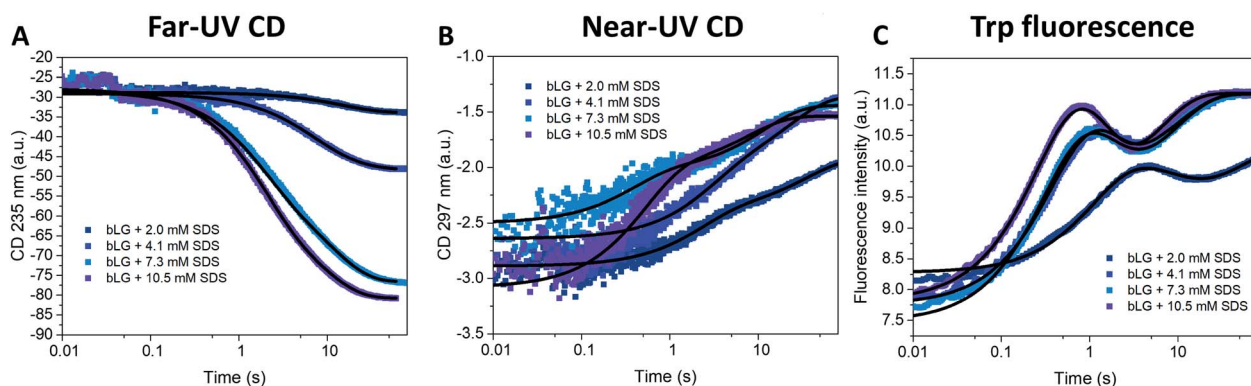 Far-UV CD
Near-UV CD
Trp fluorescence
A
CD 235 nm (a.u.)
-20
-25
-30
-35
-40
-45
-50
-55
-60
-65
-70
-75
-80
-85
-90
bLG + 2.0 mM SDS
bLG + 4.1 mM SDS
bLG + 7.3 mM SDS
bLG + 10.5 mM SDS
0.01
0.1
1
10
Time (s)
B
CD 297 nm (a.u.)
-1.0
-1.5
-2.0
-2.5
-3.0
-3.5
bLG + 2.0 mM SDS
bLG + 4.1 mM SDS
bLG + 7.3 mM SDS
bLG + 10.5 mM SDS
0.01
0.1
1
10
Time (s)
C
Fluorescence intensity (a.u.)
11.5
11.0
10.5
10.0
9.5
9.0
8.5
8.0
7.5
bLG + 2.0 mM SDS
bLG + 4.1 mM SDS
bLG + 7.3 mM SDS
bLG + 10.5 mM SDS
0.01
0.1
1
10
Time (s)